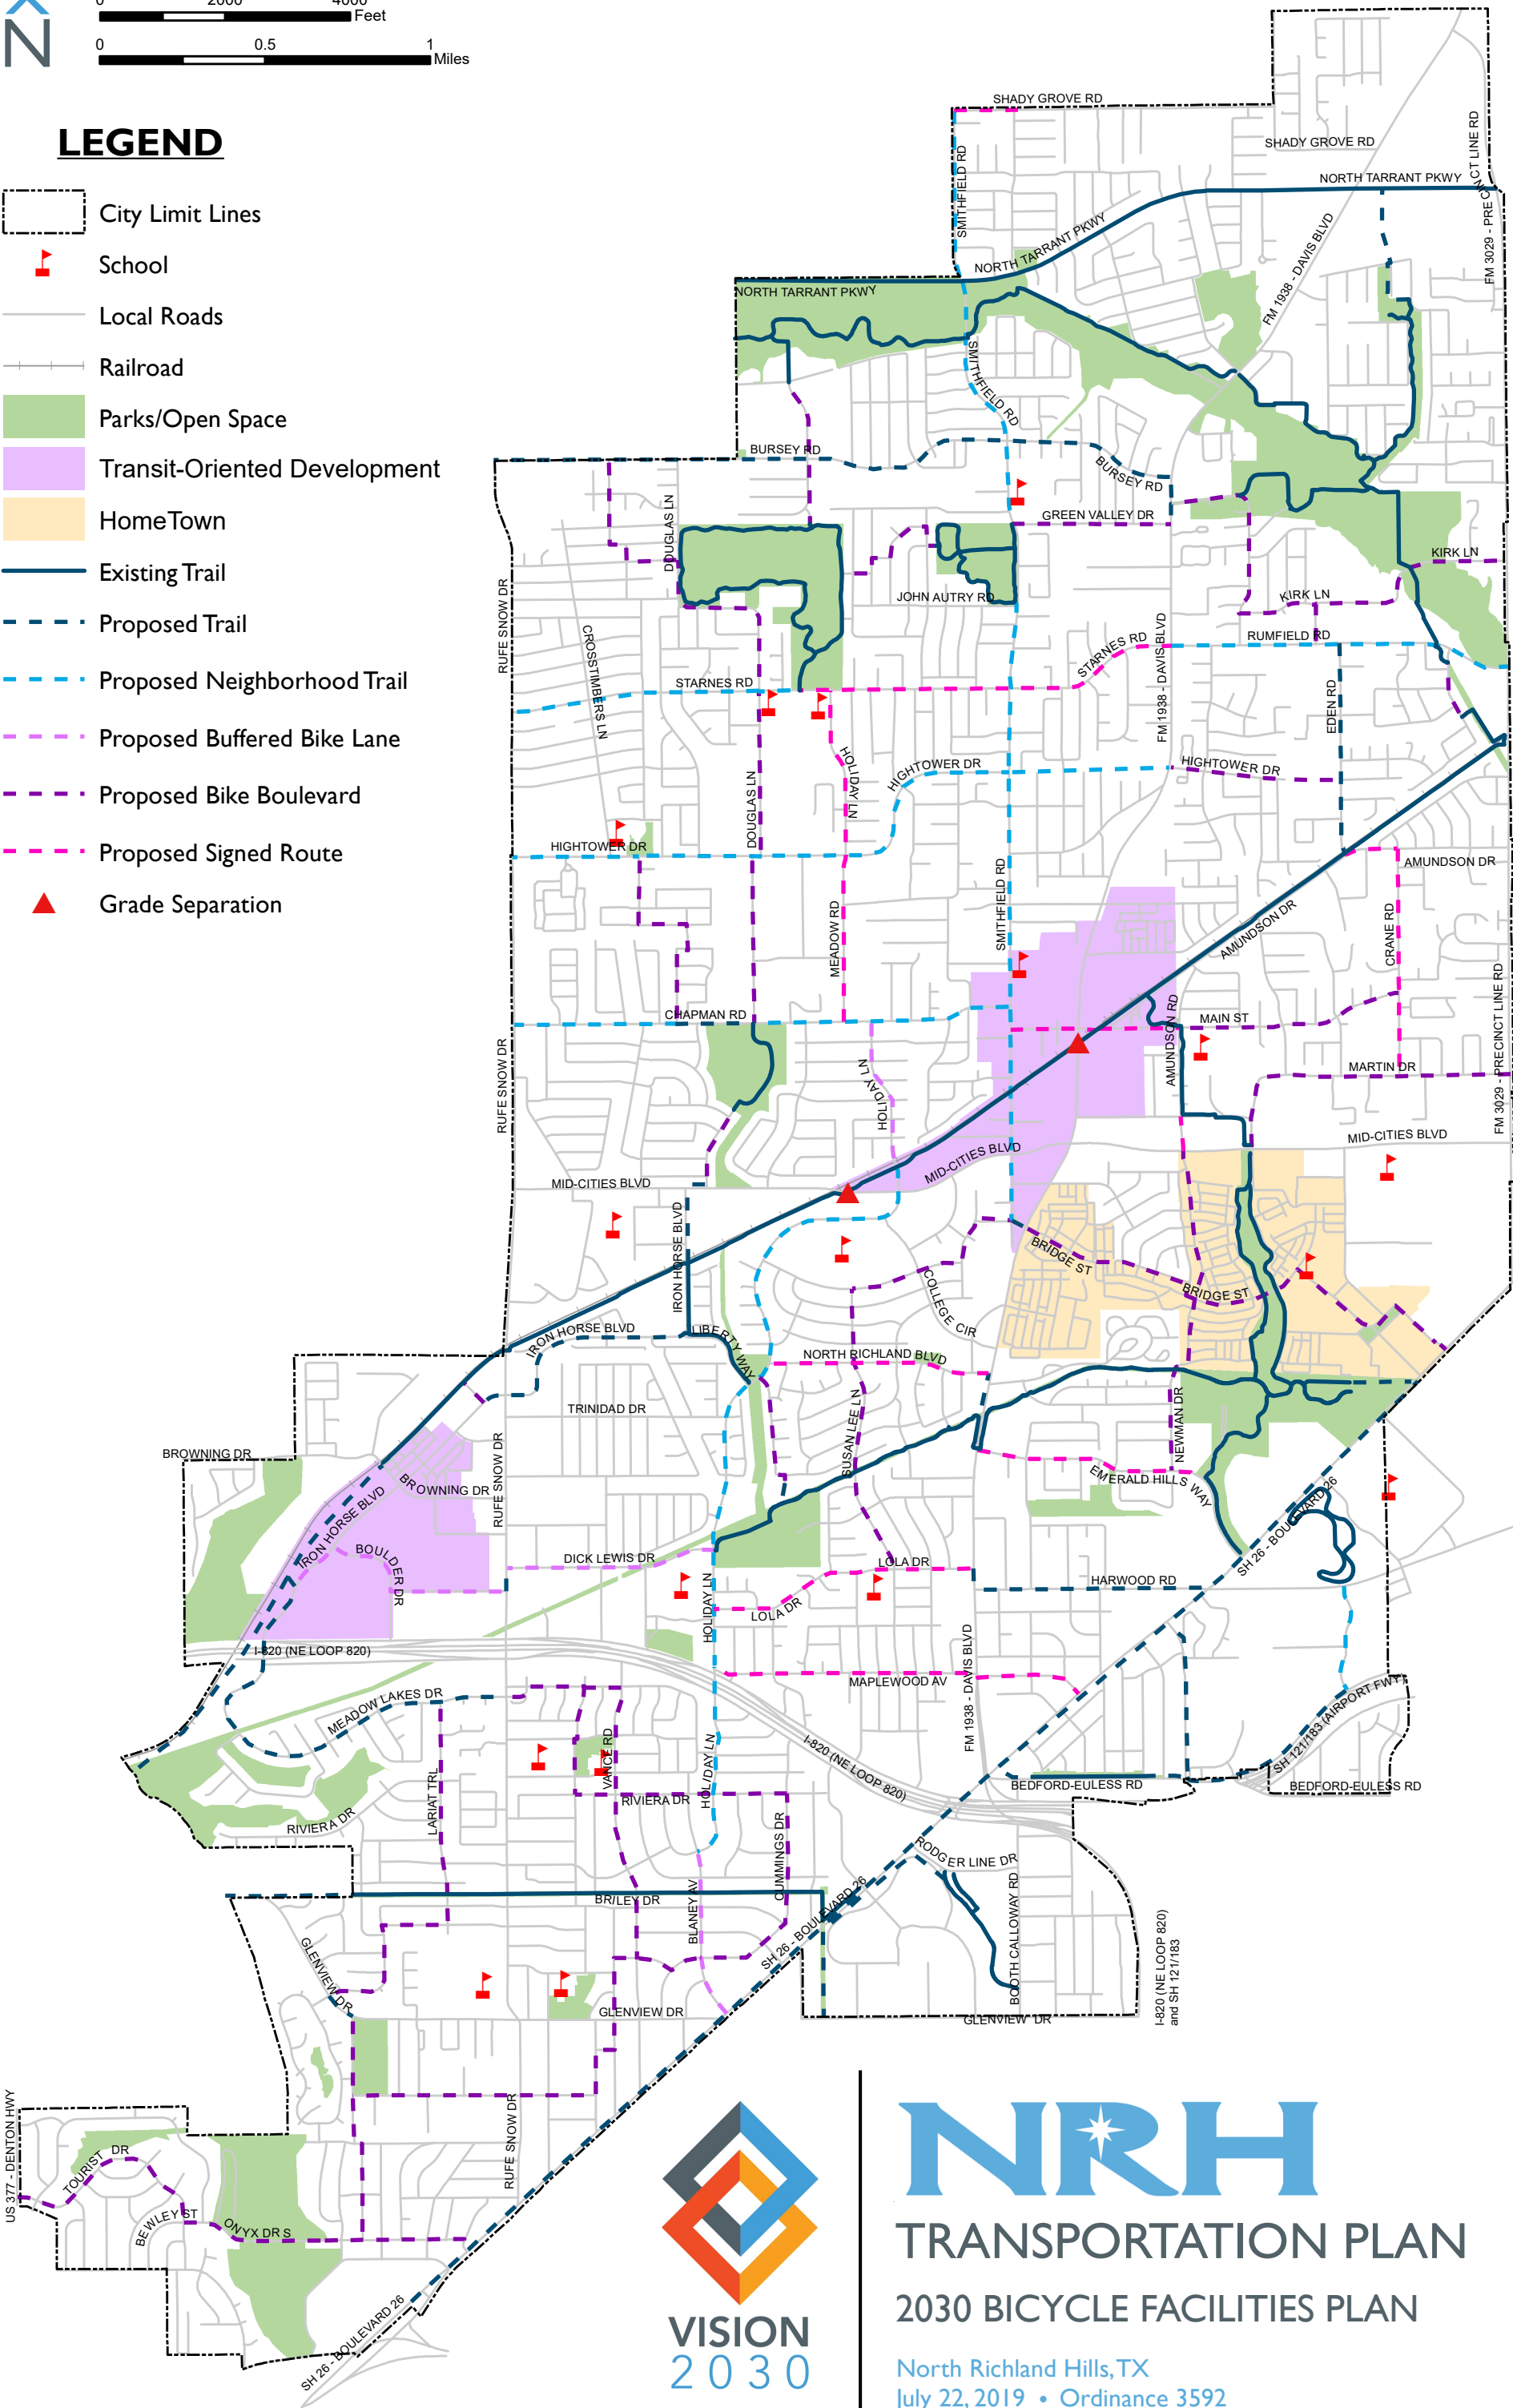 0 2000 4000
Feet
0 0.5 1
Miles
N
LEGEND
City Limit Lines
School
Local Roads
Railroad
Parks/Open Space
Transit-Oriented Development
HomeTown
Existing Trail
Proposed Trail
Proposed Neighborhood Trail
Proposed Buffered Bike Lane
Proposed Bike Boulevard
Proposed Signed Route
Grade Separation
SHADY GROVE RD
SHADY GROVE RD
SMITHFIELD RD
NORTH TARRANT PKWY
FM 3029 - PRECINCT LINE RD
NORTH TARRANT PKWY
FM 1938 - DAVIS BLVD
NORTH TARRANT PKWY
SMITHFIELD RD
BURSEY RD
BURSEY RD
DOUGLAS LN
GREEN VALLEY DR
KIRK LN
RUFE SNOW DR
JOHN AUTRY RD
KIRK LN
CROSSTIMBERS LN
STARNES RD
FM 1938 - DAVIS BLVD
RUMFIELD RD
STARNES RD
EDEN RD
HOLIDAY LN
HIGHTOWER DR
HIGHTOWER DR
DOUGLAS LN
HIGHTOWER DR
AMUNDSON DR
SMITHFIELD RD
MEADOW RD
AMUNDSON DR
CRANE RD
FM 3029 - PRECINCT LINE RD
CHAPMAN RD
AMUNDSON RD
MAIN ST
RUFE SNOW DR
HOLIDAY LN
MARTIN DR
MID-CITIES BLVD
MID-CITIES BLVD
MID-CITIES BLVD
IRON HORSE BLVD
BRIDGE ST
COLLEGE CIR
BRIDGE ST
IRON HORSE BLVD
LIBERTY WAY
NORTH RICHLAND BLVD
TRINIDAD DR
SUSAN LEE LN
NEWMAN DR
BROWNING DR
RUFE SNOW DR
BROWNING DR
EMERALD HILLS WAY
IRON HORSE BLVD
SH 26 - BOULEVARD 26
BOULDER DR
DICK LEWIS DR
LOLA DR
HARWOOD RD
HOLIDAY LN
LOLA DR
I-820 (NE LOOP 820)
FM 1938 - DAVIS BLVD
MAPLEWOOD AV
MEADOW LAKES DR
SH 121/183 (AIRPORT FWY)
VANCE RD
HOLIDAY LN
I-820 (NE LOOP 820)
LARIAT TRL
BEDFORD-EULESS RD
BEDFORD-EULESS RD
RIVIERA DR
RIVIERA DR
CUMMINGS DR
RODGER LINE DR
BRILEY DR
BLANEY AV
SH 26 - BOULEVARD 26
BOOTH CALLOWAY RD
I-820 (NE LOOP 820)
and SH 121/183
GLENVIEW DR
GLENVIEW DR
GLENVIEW DR
US 377 - DENTON HWY
RUFE SNOW DR
TOURIST DR
BEWLEY ST
ONYX DR S
SH 26 - BOULEVARD 26
VISION
2030
NRH
TRANSPORTATION PLAN
2030 BICYCLE FACILITIES PLAN
North Richland Hills, TX
July 22, 2019 • Ordinance 3592